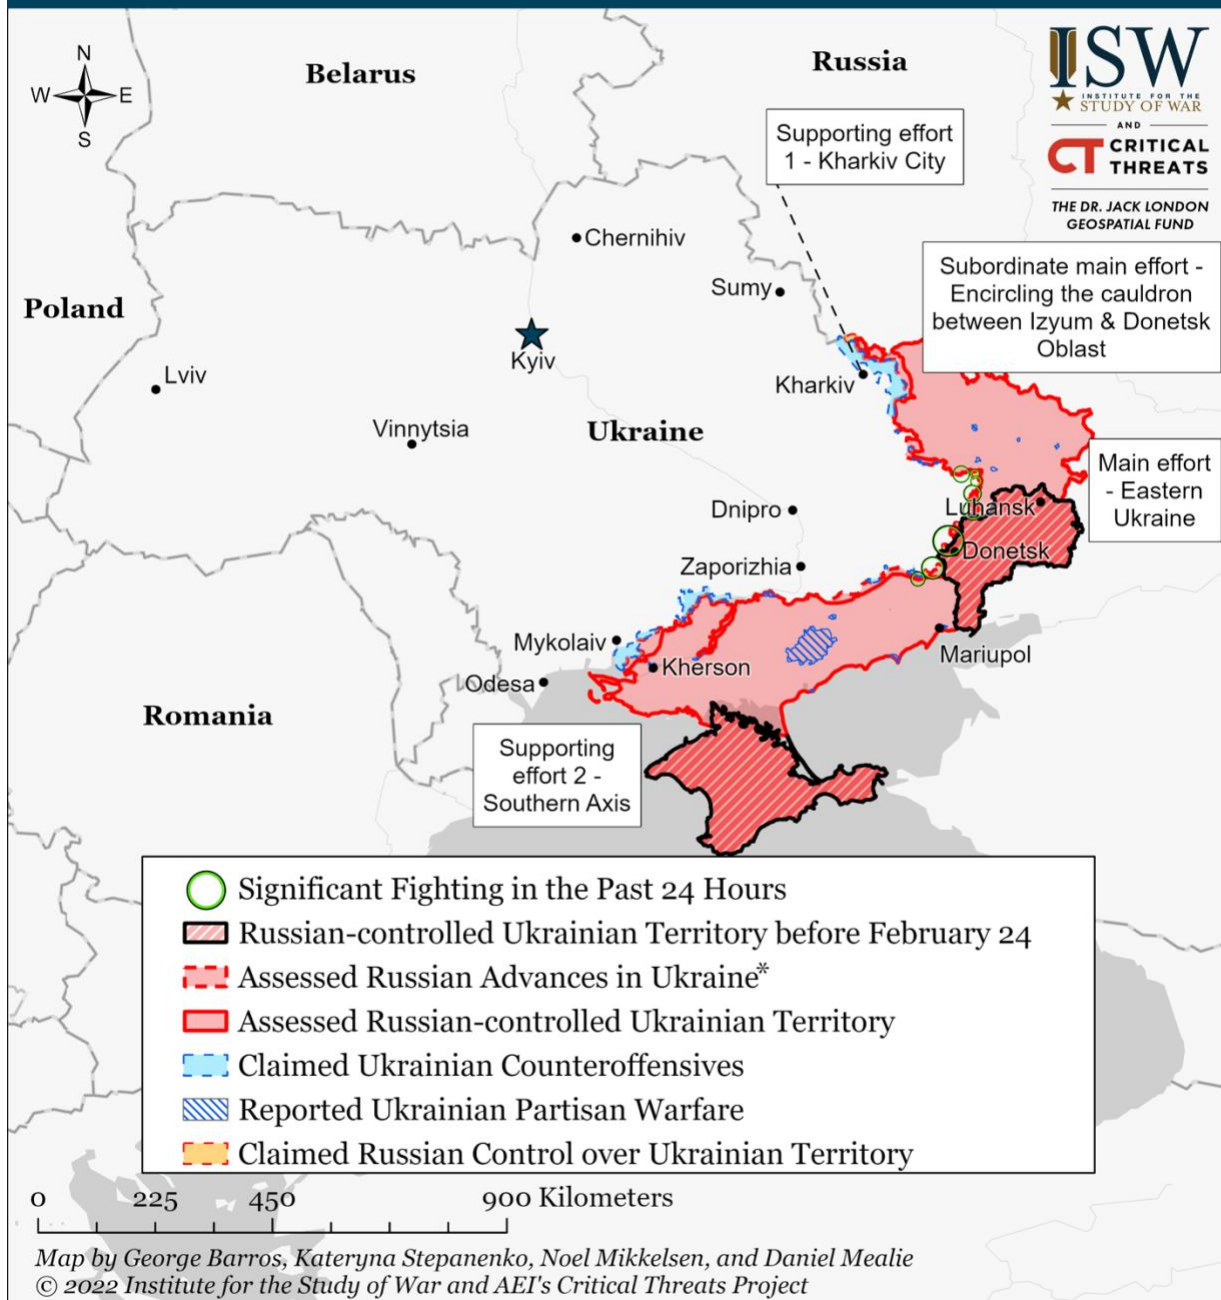 N
W
E
S
Belarus
Russia
ISW
INSTITUTE FOR THE
STUDY OF WAR
AND
CT CRITICAL
THREATS
THE DR. JACK LONDON
GEOSPATIAL FUND
Supporting effort
1 - Kharkiv City
Chernihiv
Sumy
Subordinate main effort -
Encircling the cauldron
between Izyum & Donetsk
Oblast
Poland
Kyiv
Lviv
Kharkiv
Vinnytsia
Ukraine
Main effort
- Eastern
Ukraine
Dnipro
Luhansk
Donetsk
Zaporizhia
Mykolaiv
Kherson
Mariupol
Odesa
Romania
Supporting
effort 2 -
Southern Axis
Significant Fighting in the Past 24 Hours
Russian-controlled Ukrainian Territory before February 24
Assessed Russian Advances in Ukraine*
Assessed Russian-controlled Ukrainian Territory
Claimed Ukrainian Counteroffensives
Reported Ukrainian Partisan Warfare
Claimed Russian Control over Ukrainian Territory
0 225 450 900 Kilometers
Map by George Barros, Kateryna Stepanenko, Noel Mikkelsen, and Daniel Mealie
© 2022 Institute for the Study of War and AEI's Critical Threats Project